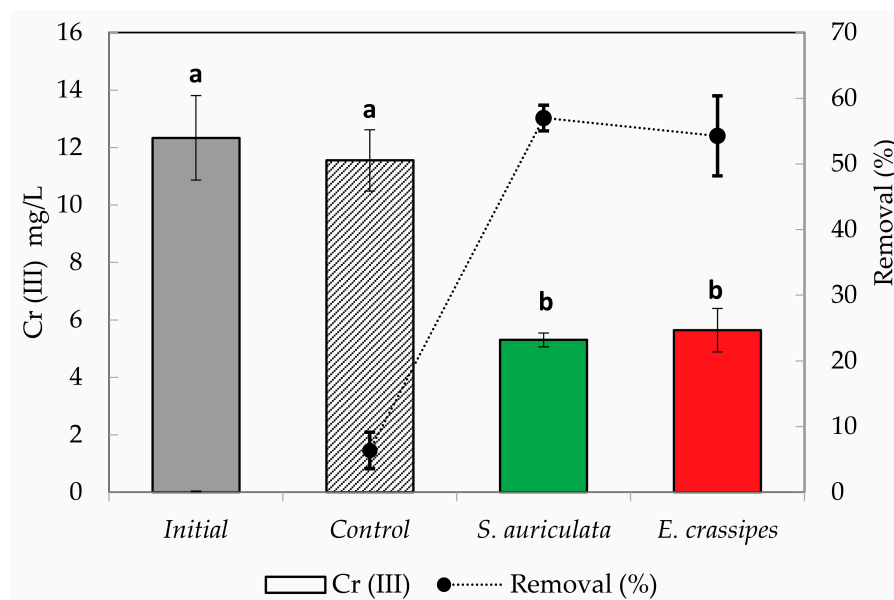 16
14
12
10
8
6
4
2
0
Cr (III) mg/L
a
a
b
b
70
60
50
40
30
20
10
0
Removal (%)
Initial
Control
S. auriculata
E. crassipes
Cr (III)
Removal (%)